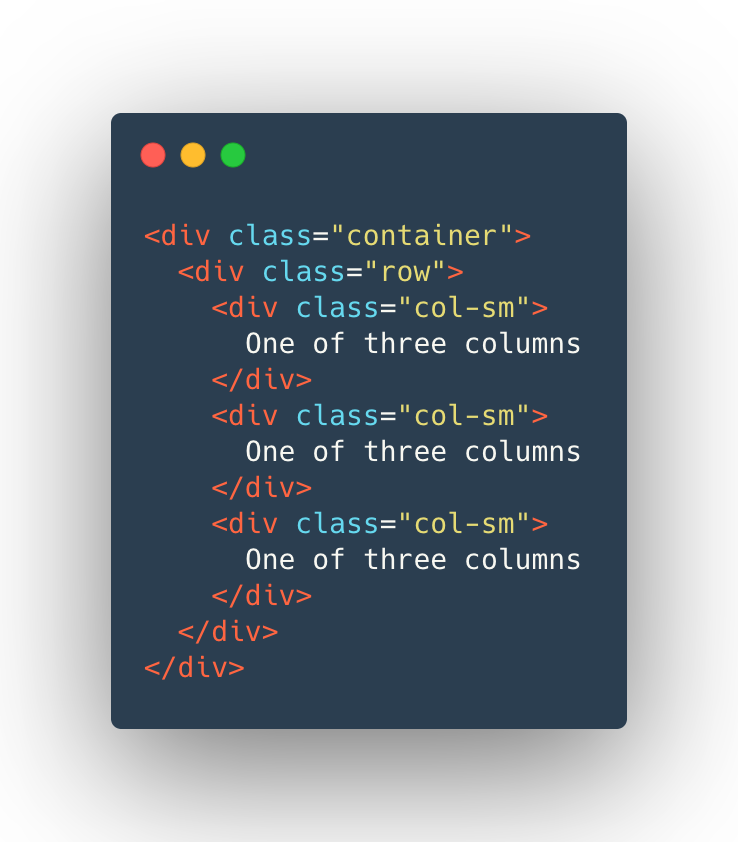 <div class="container">
  <div class="row">
    <div class="col-sm">
      One of three columns
    </div>
    <div class="col-sm">
      One of three columns
    </div>
    <div class="col-sm">
      One of three columns
    </div>
  </div>
</div>